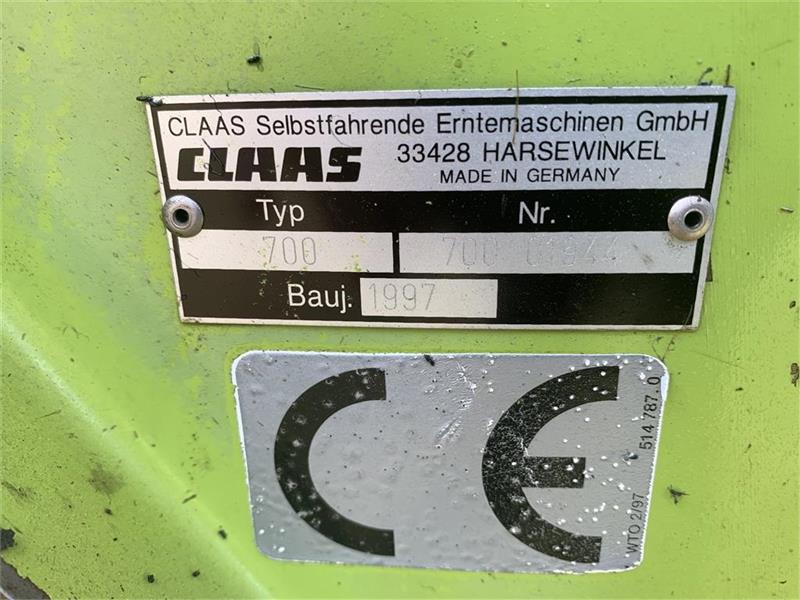 CLAAS Selbstfahrende Erntemaschinen GmbH
CLAAS 33428 HARSEWINKEL
MADE IN GERMANY
Typ Nr.
700 700 01944
Bauj. 1997
CE
WTO 2/97 514 787.0